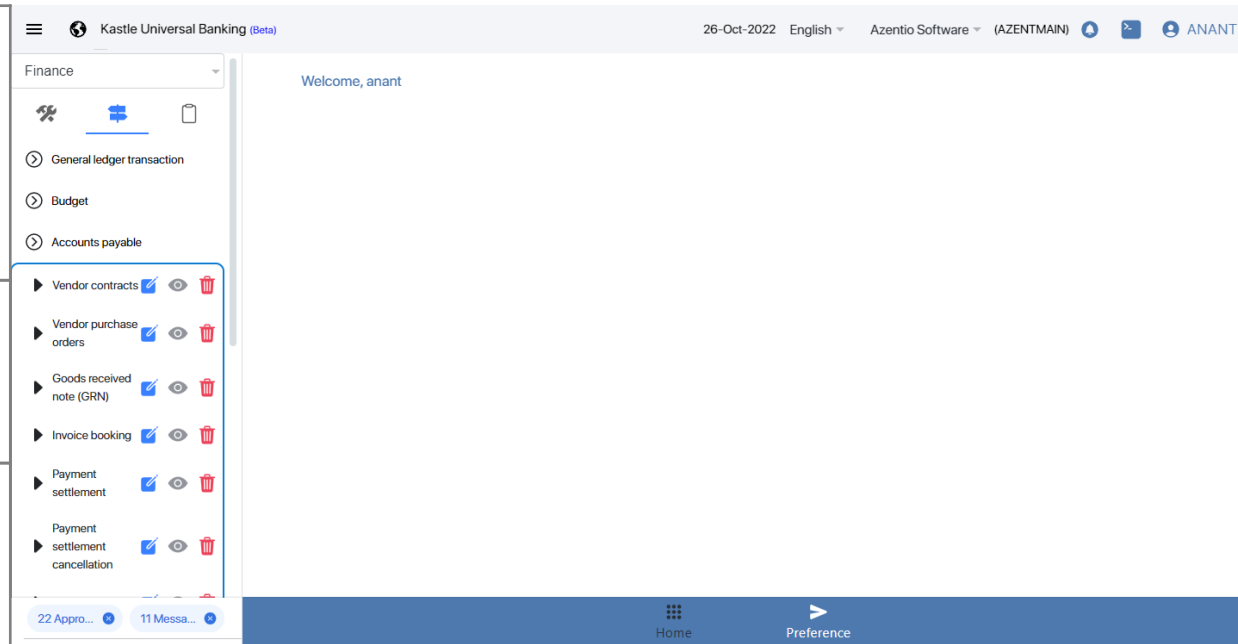 Kastle Universal Banking (Beta)
26-Oct-2022 English Azentio Software (AZENTMAIN) ANANT
Finance
Welcome, anant
General ledger transaction
Budget
Accounts payable
Vendor contracts
Vendor purchase
orders
Goods received
note (GRN)
Invoice booking
Payment
settlement
Payment
settlement
cancellation
22 Appro... 11 Messa...
Home Preference